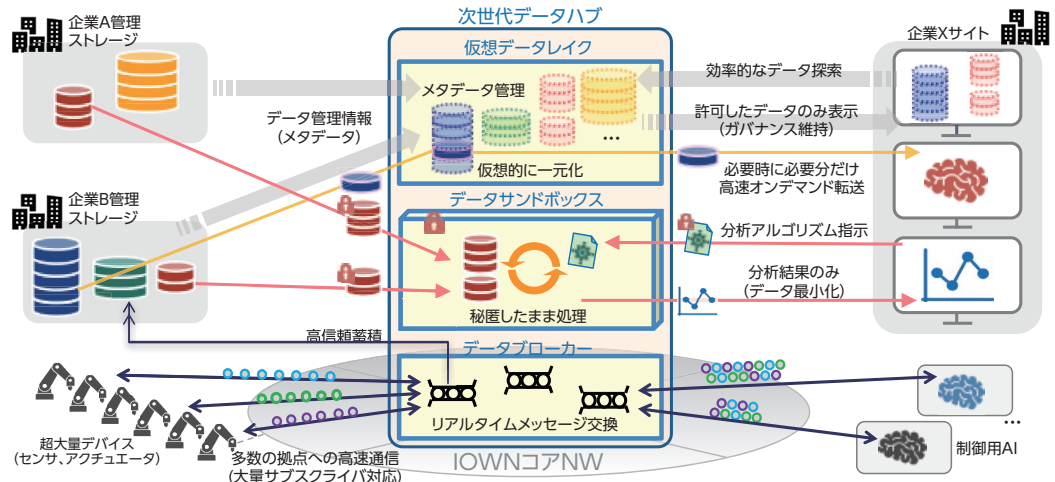 次世代データハブ
企業A管理
ストレージ
仮想データレイク
企業Xサイト
メタデータ管理
効率的なデータ探索
データ管理情報
(メタデータ)
許可したデータのみ表示
(ガバナンス維持)
...
仮想的に一元化
必要時に必要分だけ
高速オンデマンド転送
企業B管理
ストレージ
データサンドボックス
分析アルゴリズム指示
分析結果のみ
(データ最小化)
秘匿したまま処理
高信頼蓄積
データブローカー
リアルタイムメッセージ交換
超大量デバイス
(センサ、アクチュエータ)
多数の拠点への高速通信
(大量サブスクライバ対応)
IOWNコアNW
...
制御用AI